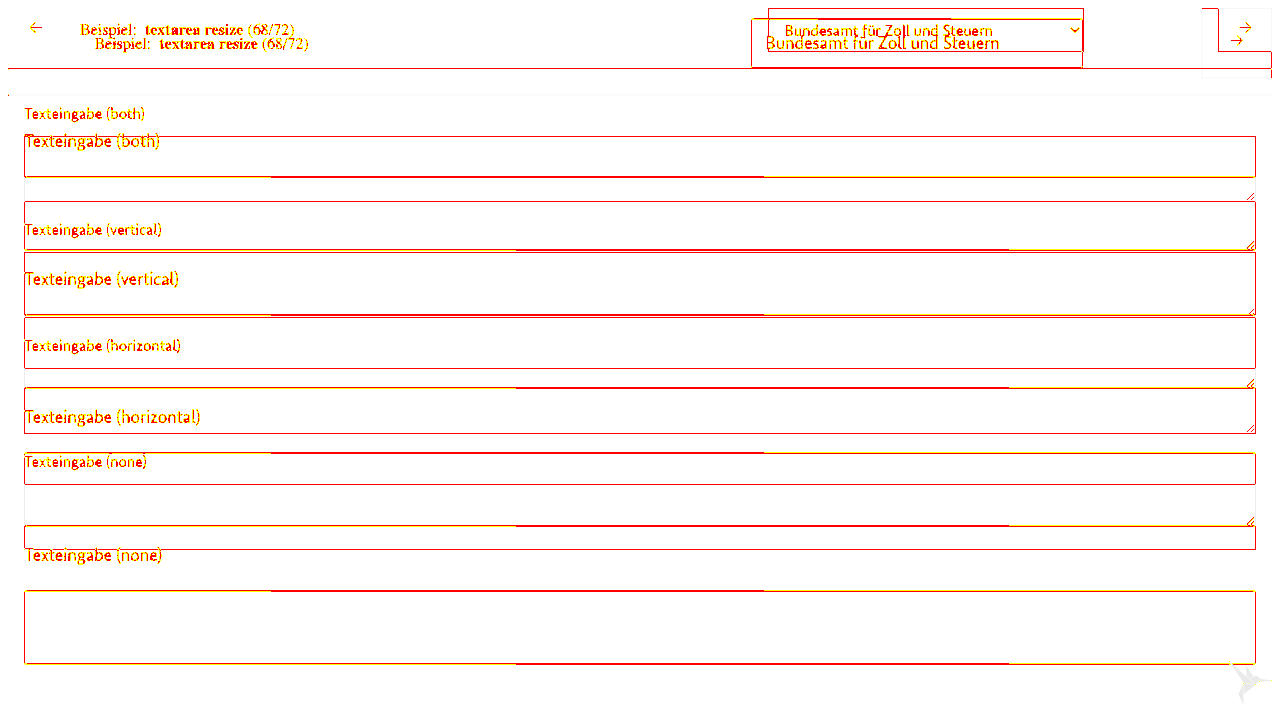 Beispiel: textarea resize (68/72)
Beispiel: textarea resize (68/72)
Bundesamt für Zoll und Steuern
Bundesamt für Zoll und Steuern
Texteingabe (both)
Texteingabe (both)
Texteingabe (vertical)
Texteingabe (vertical)
Texteingabe (horizontal)
Texteingabe (horizontal)
Texteingabe (none)
Texteingabe (none)